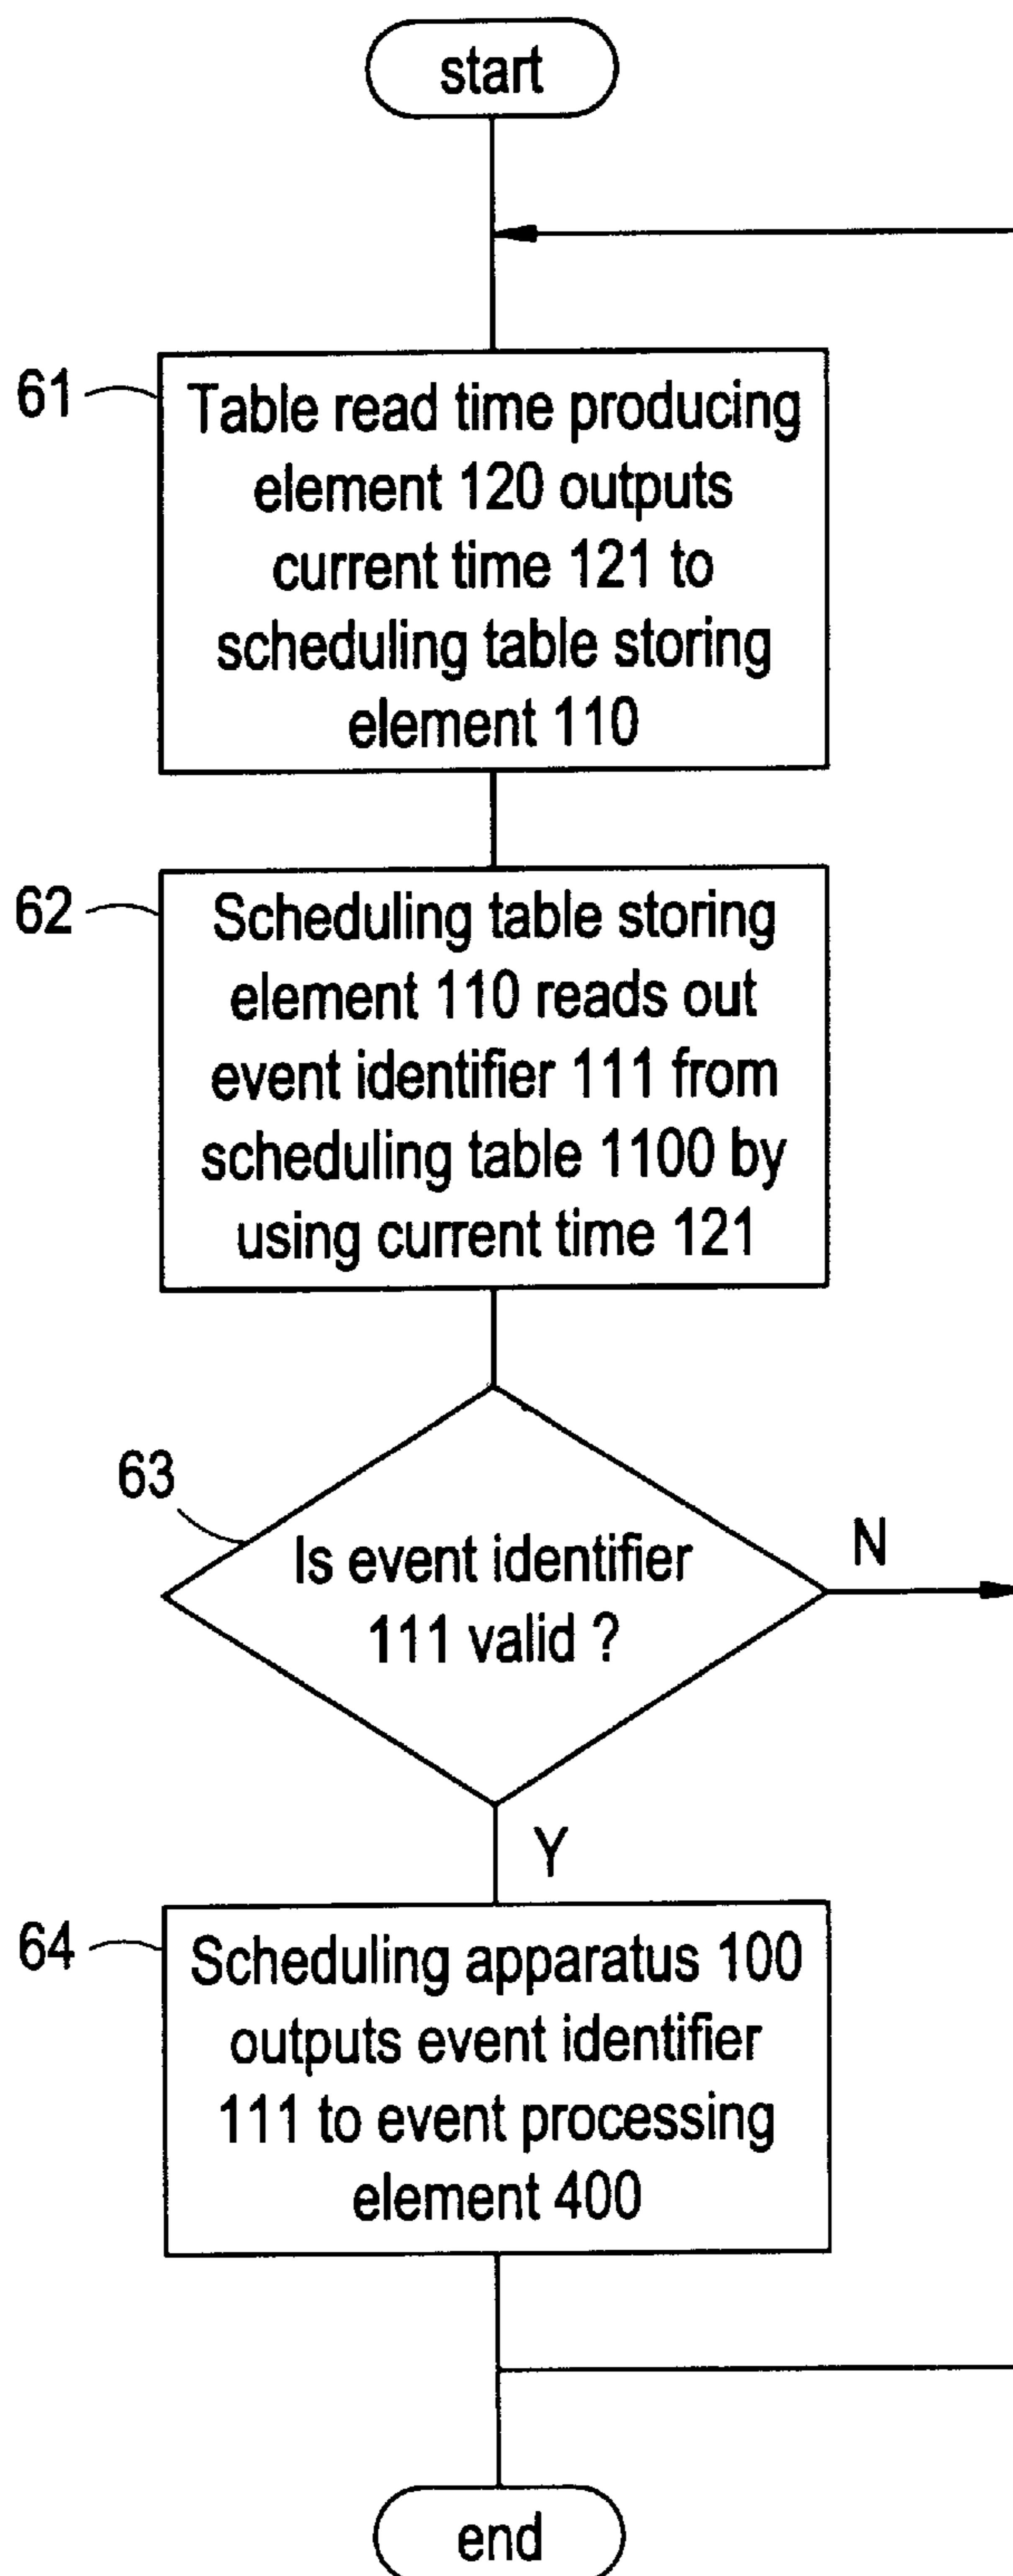 start
61
Table read time producing
element 120 outputs
current time 121 to
scheduling table storing
element 110
62
Scheduling table storing
element 110 reads out
event identifier 111 from
scheduling table 1100 by
using current time 121
63
Is event identifier
111 valid ?
N
Y
64
Scheduling apparatus 100
outputs event identifier
111 to event processing
element 400
end